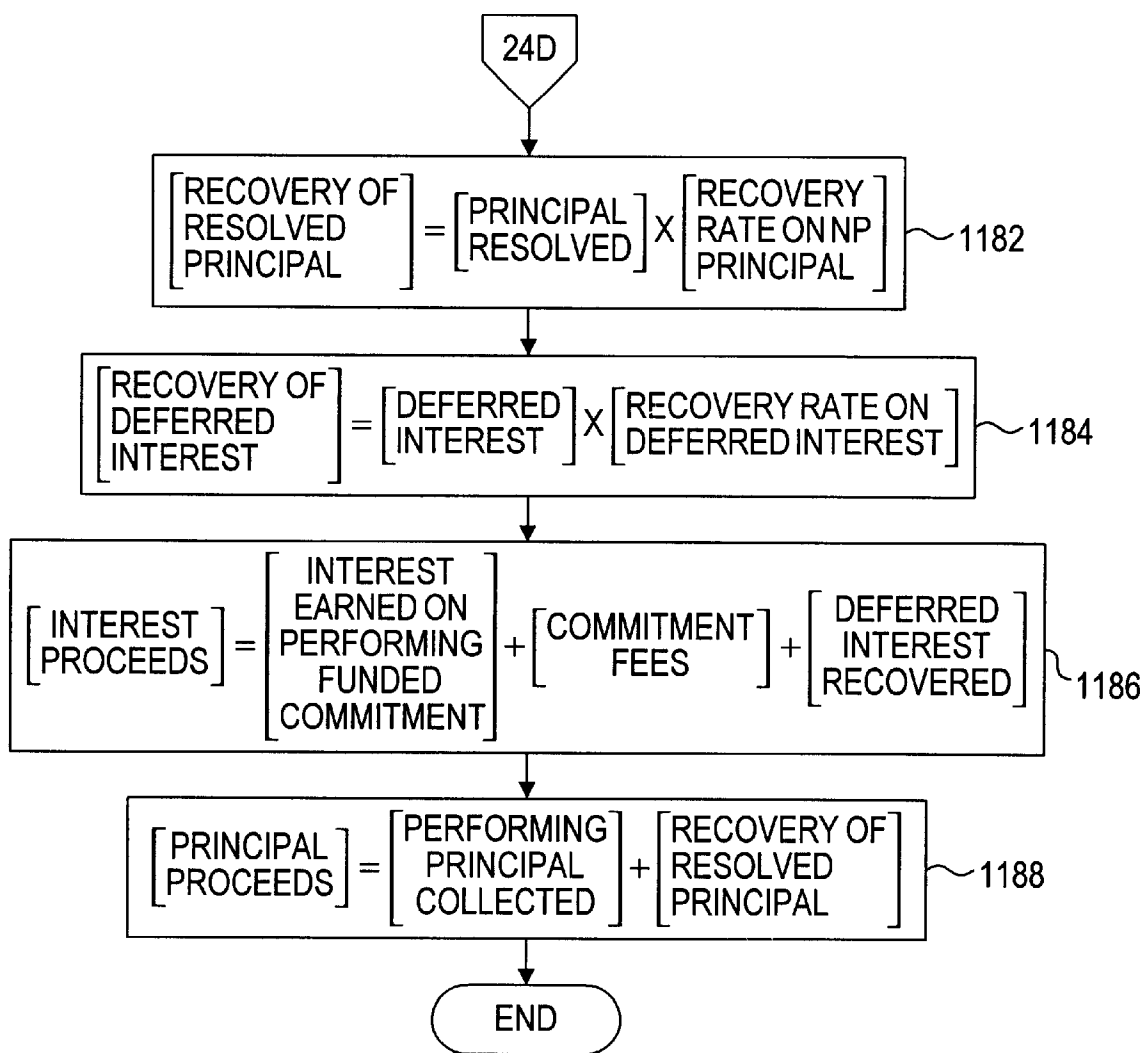 24D
[RECOVERY OF
RESOLVED
PRINCIPAL] = [PRINCIPAL
RESOLVED] X [RECOVERY
RATE ON NP
PRINCIPAL]
1182
[RECOVERY OF
DEFERRED
INTEREST] = [DEFERRED
INTEREST] X [RECOVERY RATE ON
DEFERRED INTEREST]
1184
[INTEREST
PROCEEDS] = [INTEREST
EARNED ON
PERFORMING
FUNDED
COMMITMENT] + [COMMITMENT
FEES] + [DEFERRED
INTEREST
RECOVERED]
1186
[PRINCIPAL
PROCEEDS] = [PERFORMING
PRINCIPAL
COLLECTED] + [RECOVERY OF
RESOLVED
PRINCIPAL]
1188
END